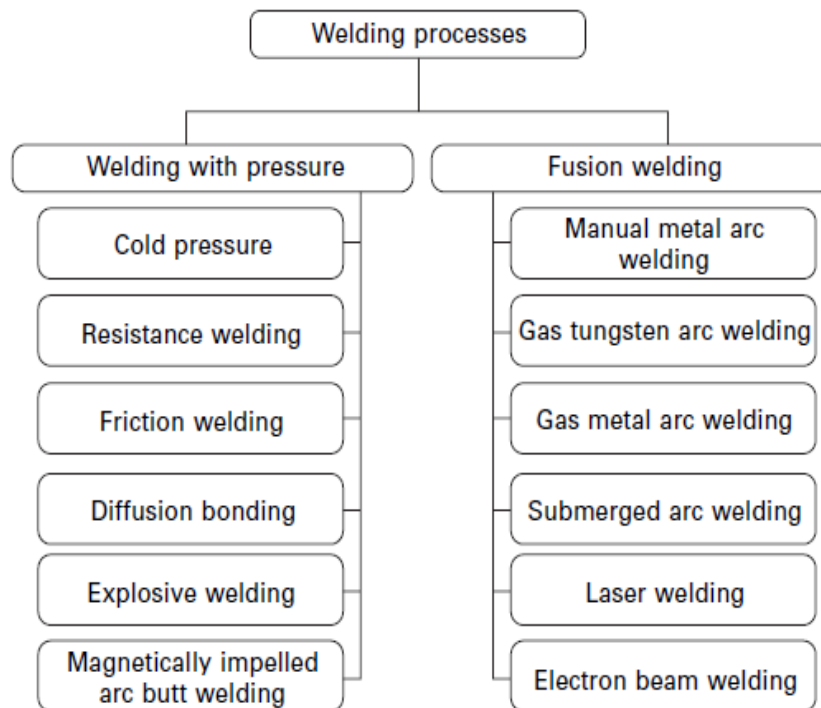 Welding processes
Welding with pressure
Cold pressure
Resistance welding
Friction welding
Diffusion bonding
Explosive welding
Magnetically impelled
arc butt welding
Fusion welding
Manual metal arc
welding
Gas tungsten arc welding
Gas metal arc welding
Submerged arc welding
Laser welding
Electron beam welding